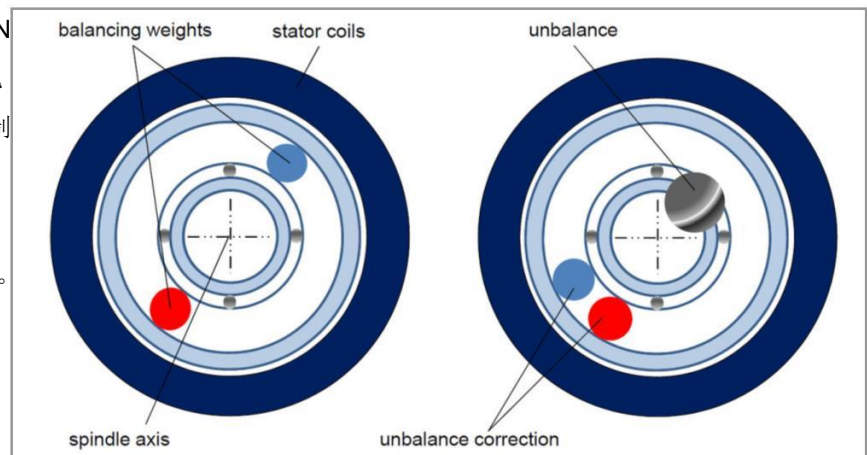 balancing weights
stator coils
unbalance
spindle axis
unbalance correction
N
。